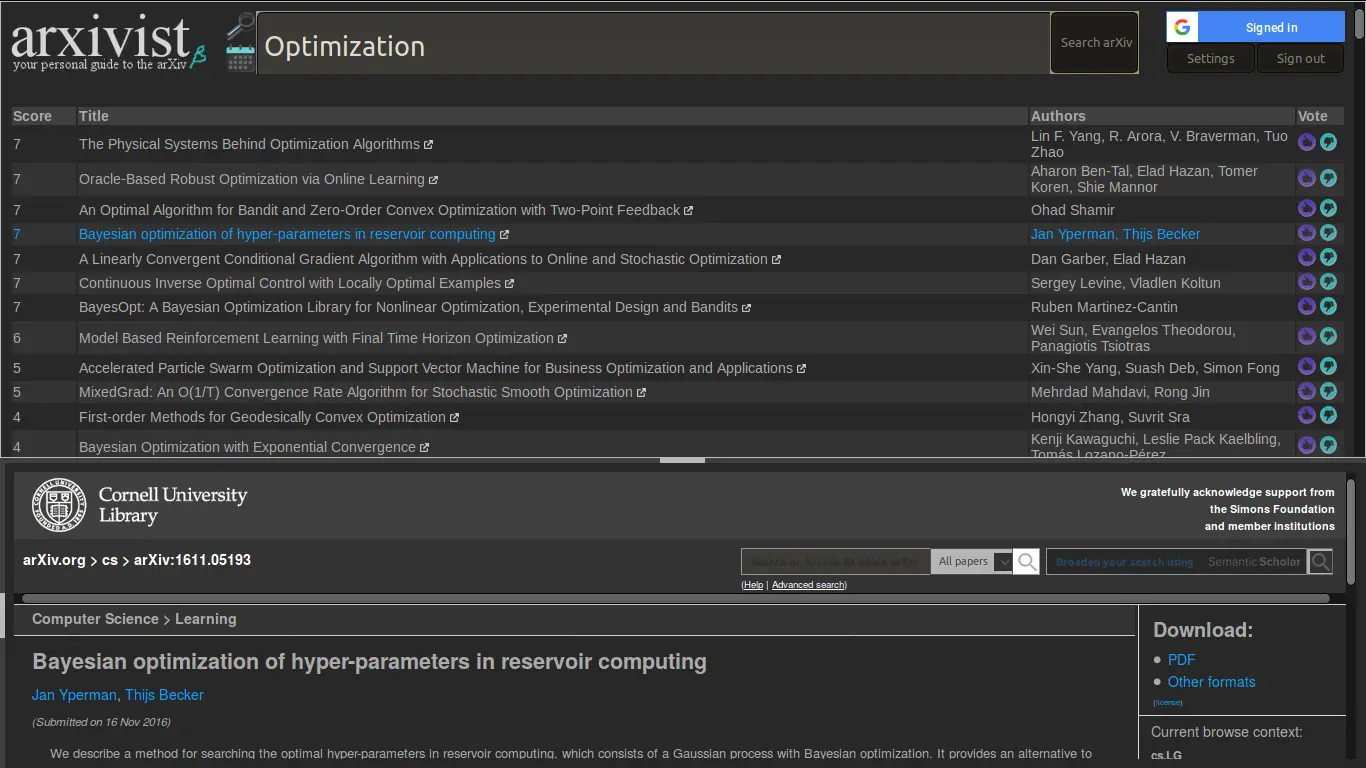 arxivist β
your personal guide to the arXiv
Optimization
Search arXiv
G Signed in
Settings
Sign out
Score Title Authors Vote
7 The Physical Systems Behind Optimization Algorithms Lin F. Yang, R. Arora, V. Braverman, Tuo
Zhao
7 Oracle-Based Robust Optimization via Online Learning Aharon Ben-Tal, Elad Hazan, Tomer
Koren, Shie Mannor
7 An Optimal Algorithm for Bandit and Zero-Order Convex Optimization with Two-Point Feedback Ohad Shamir
7 Bayesian optimization of hyper-parameters in reservoir computing Jan Yperman, Thijs Becker
7 A Linearly Convergent Conditional Gradient Algorithm with Applications to Online and Stochastic Optimization Dan Garber, Elad Hazan
7 Continuous Inverse Optimal Control with Locally Optimal Examples Sergey Levine, Vladlen Koltun
7 BayesOpt: A Bayesian Optimization Library for Nonlinear Optimization, Experimental Design and Bandits Ruben Martinez-Cantin
6 Model Based Reinforcement Learning with Final Time Horizon Optimization Wei Sun, Evangelos Theodorou,
Panagiotis Tsiotras
5 Accelerated Particle Swarm Optimization and Support Vector Machine for Business Optimization and Applications Xin-She Yang, Suash Deb, Simon Fong
5 MixedGrad: An O(1/T) Convergence Rate Algorithm for Stochastic Smooth Optimization Mehrdad Mahdavi, Rong Jin
4 First-order Methods for Geodesically Convex Optimization Hongyi Zhang, Suvrit Sra
4 Bayesian Optimization with Exponential Convergence Kenji Kawaguchi, Leslie Pack Kaelbling,
Tomás Lozano-Pérez
Cornell University
Library
We gratefully acknowledge support from
the Simons Foundation
and member institutions
arXiv.org > cs > arXiv:1611.05193
All papers
Broaden your search using Semantic Scholar
(Help | Advanced search)
Computer Science > Learning
Bayesian optimization of hyper-parameters in reservoir computing
Jan Yperman, Thijs Becker
(Submitted on 16 Nov 2016)
We describe a method for searching the optimal hyper-parameters in reservoir computing, which consists of a Gaussian process with Bayesian optimization. It provides an alternative to
Download:
• PDF
• Other formats
(license)
Current browse context:
cs.LG